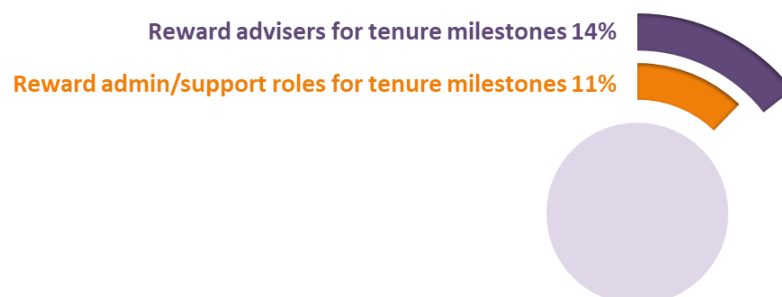 Reward advisers for tenure milestones 14%
Reward admin/support roles for tenure milestones 11%